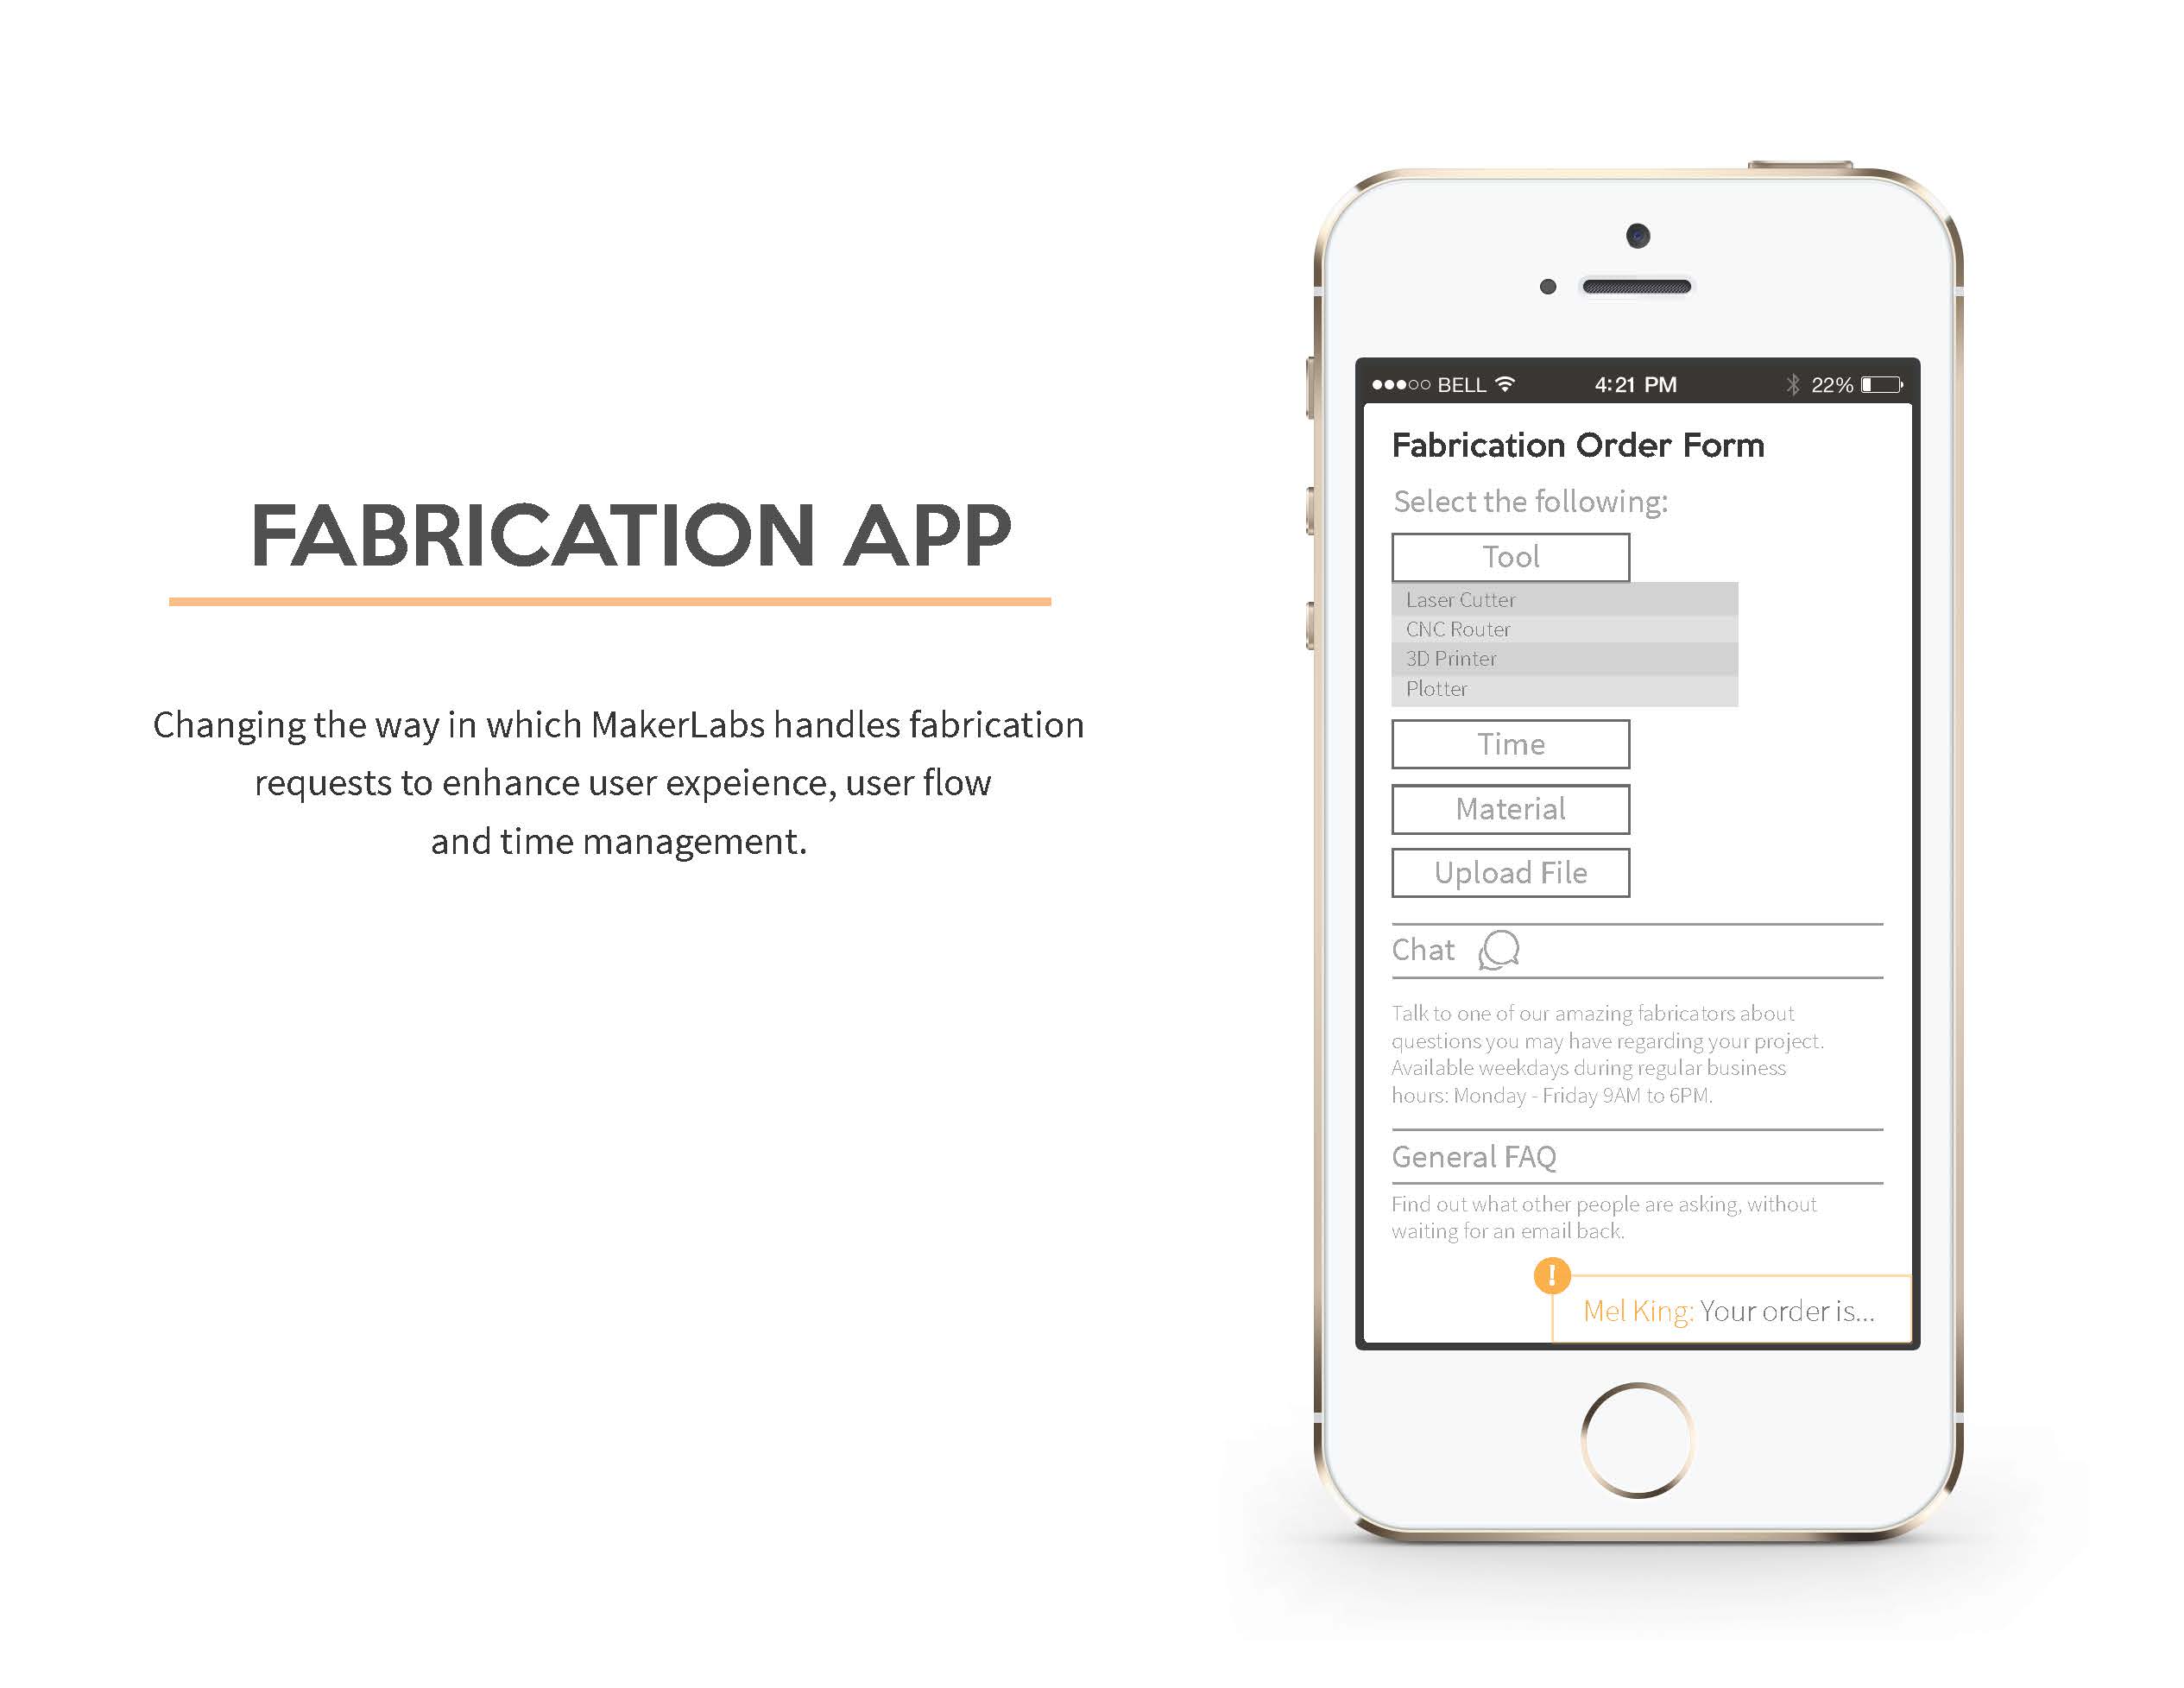 FABRICATION APP
Changing the way in which MakerLabs handles fabrication
requests to enhance user expeience, user flow
and time management.
BELL 4:21 PM 22%
Fabrication Order Form
Select the following:
Tool
Laser Cutter
CNC Router
3D Printer
Plotter
Time
Material
Upload File
Chat
Talk to one of our amazing fabricators about
questions you may have regarding your project.
Available weekdays during regular business
hours: Monday - Friday 9AM to 6PM.
General FAQ
Find out what other people are asking, without
waiting for an email back.
!
Mel King: Your order is...